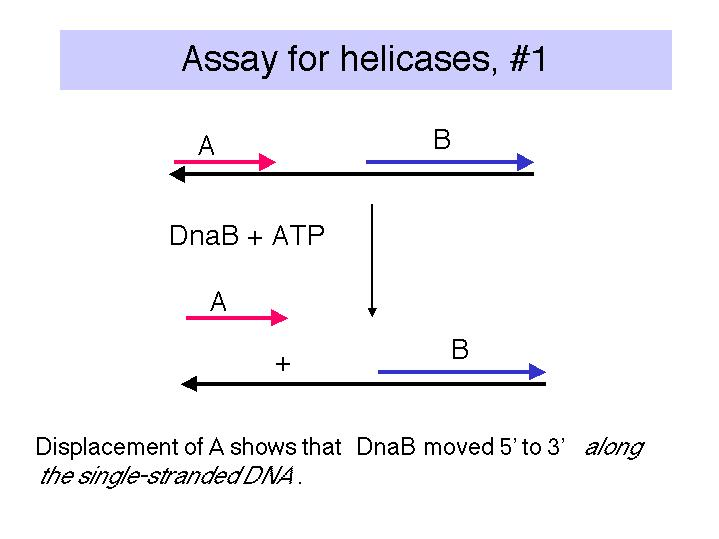 Assay for helicases, #1
A
B
DnaB + ATP
A
B
+
Displacement of A shows that DnaB moved 5’ to 3’ along
the single-stranded DNA .